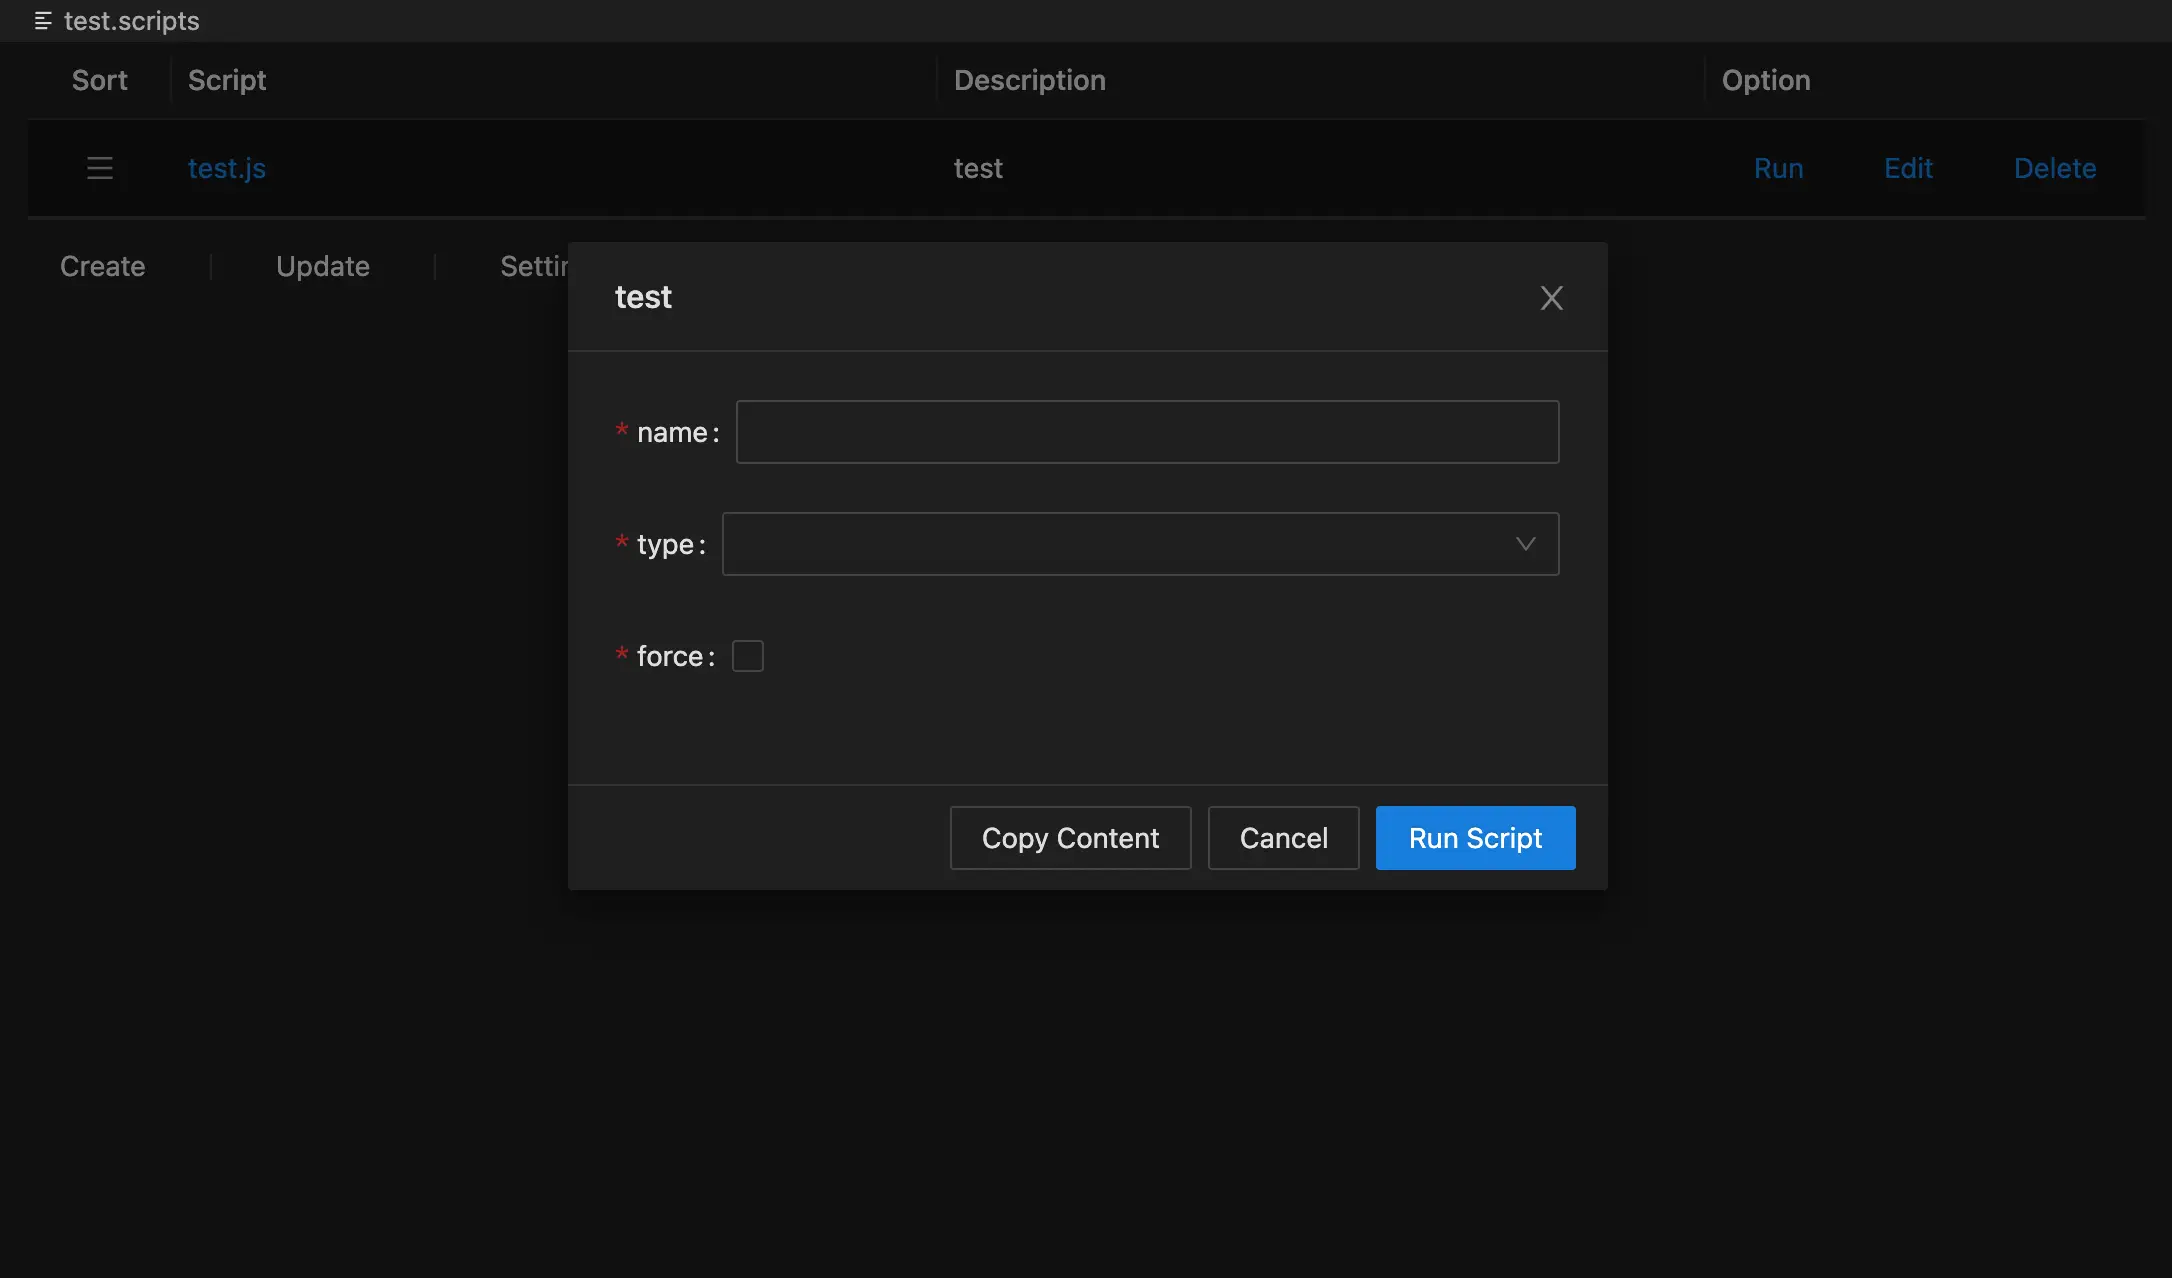 test.scripts
Sort Script Description Option
test.js test Run Edit Delete
Create Update Settin
test
* name:
* type:
* force:
Copy Content Cancel Run Script